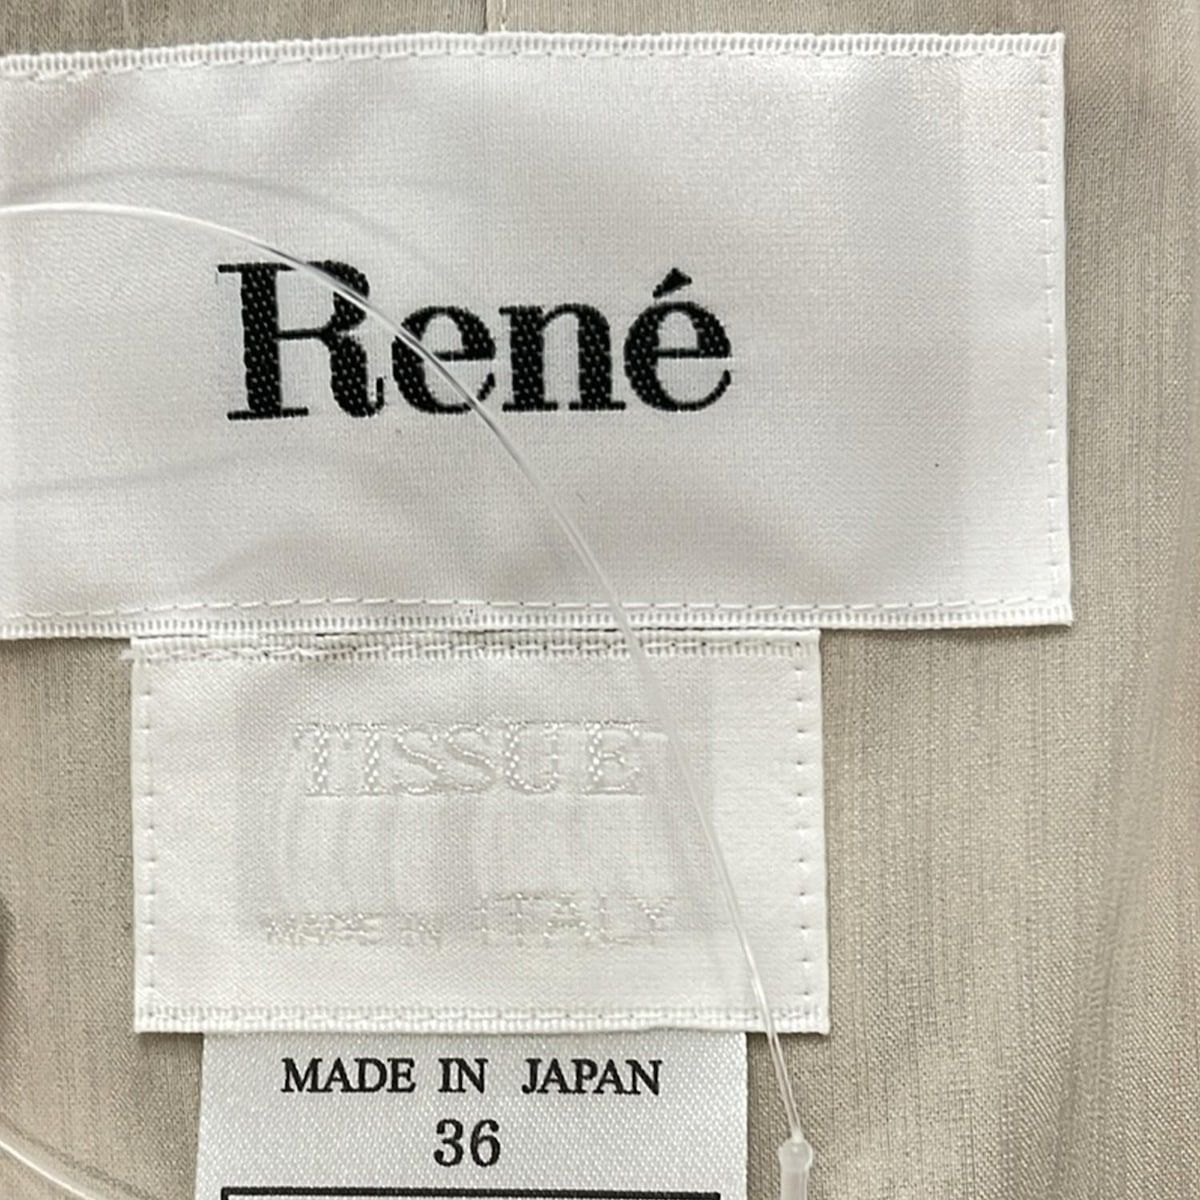 René
TISSUE
MADE IN ITALY
MADE IN JAPAN
36